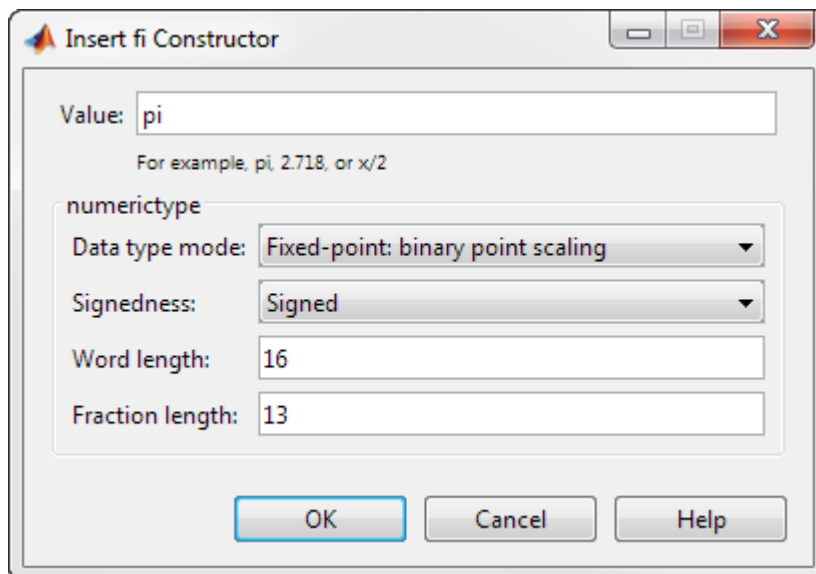 Insert fi Constructor
Value: pi
For example, pi, 2.718, or x/2
numerictype
Data type mode: Fixed-point: binary point scaling
Signedness: Signed
Word length: 16
Fraction length: 13
OK Cancel Help